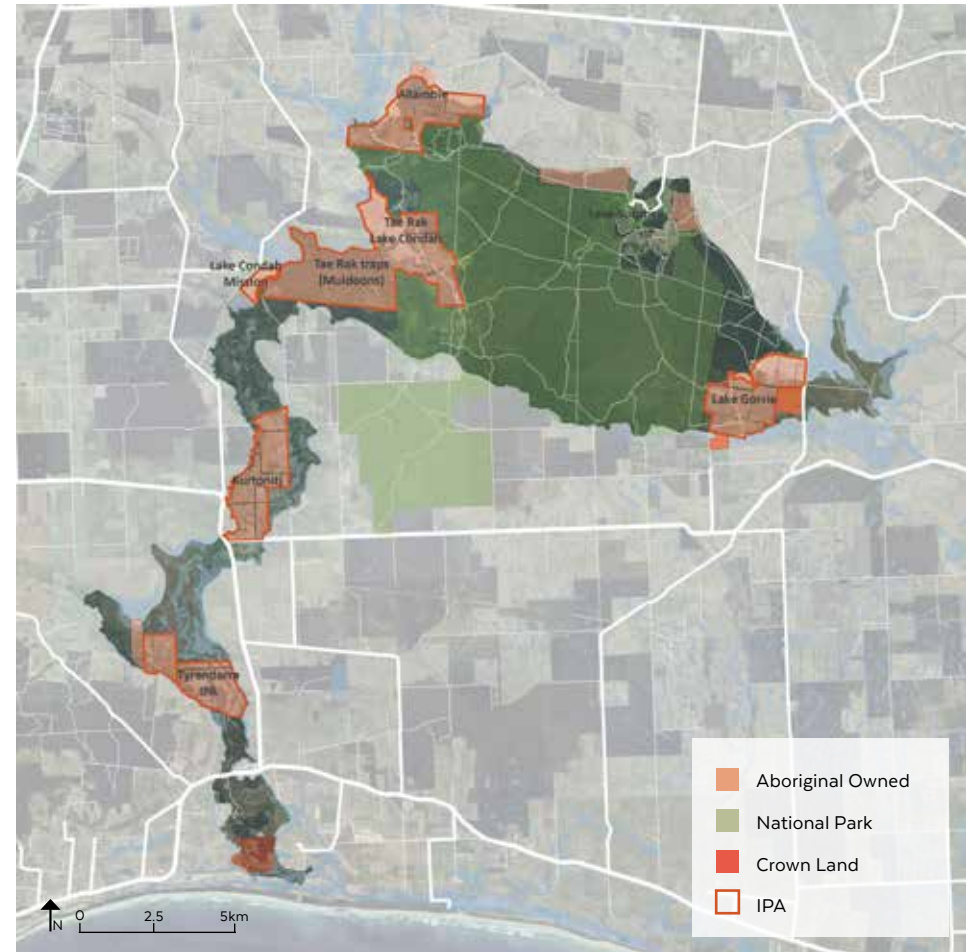 Allambie
Tae Rak
Lake Condah
Lake Condah
Mission
Tae Rak traps
(Muldoons)
Lake Gorrie
Kurtonitj
Tyrendarra
IPA
Aboriginal Owned
National Park
Crown Land
IPA
N
0
2.5
5km